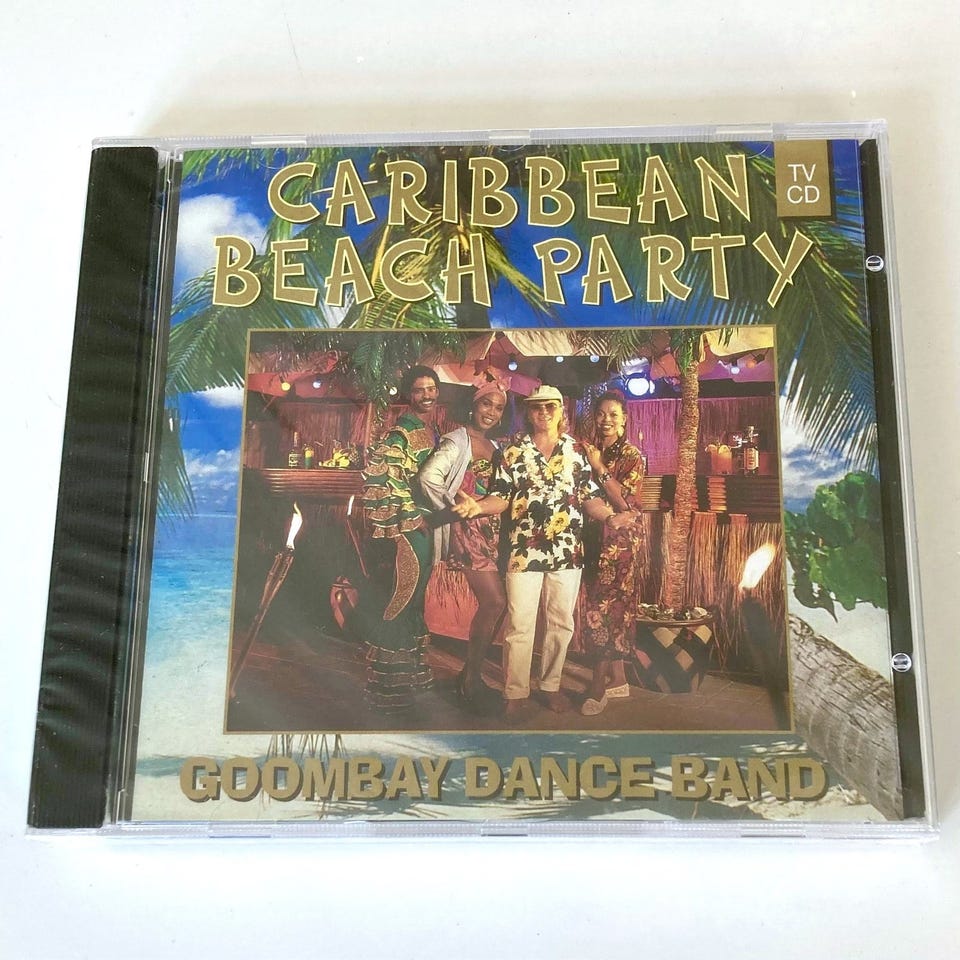 CARIBBEAN
BEACH PARTY
TV
CD
GOOMBAY DANCE BAND